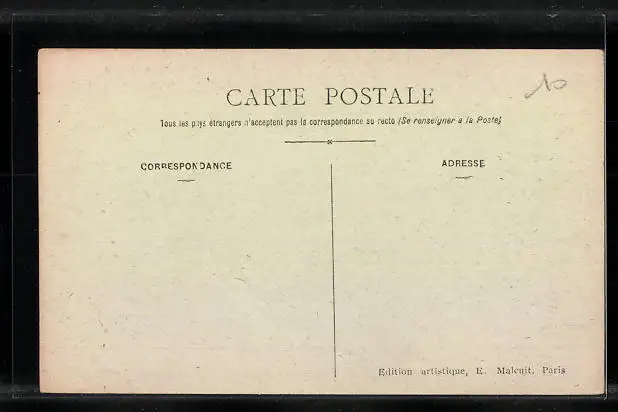 CARTE POSTALE
Tous les pays étrangers n'acceptent pas la correspondance au recto (Se renseigner à la Poste)
CORRESPONDANCE
ADRESSE
Edition artistique, E. Malcuit, Paris